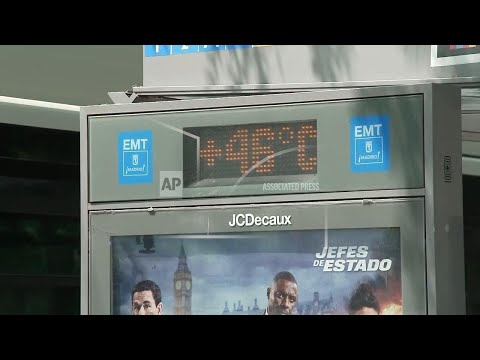 EMT
¡MADRID!
+46°C
EMT
¡MADRID!
AP
ASSOCIATED PRESS
JCDecaux
JEFES
DE ESTADO